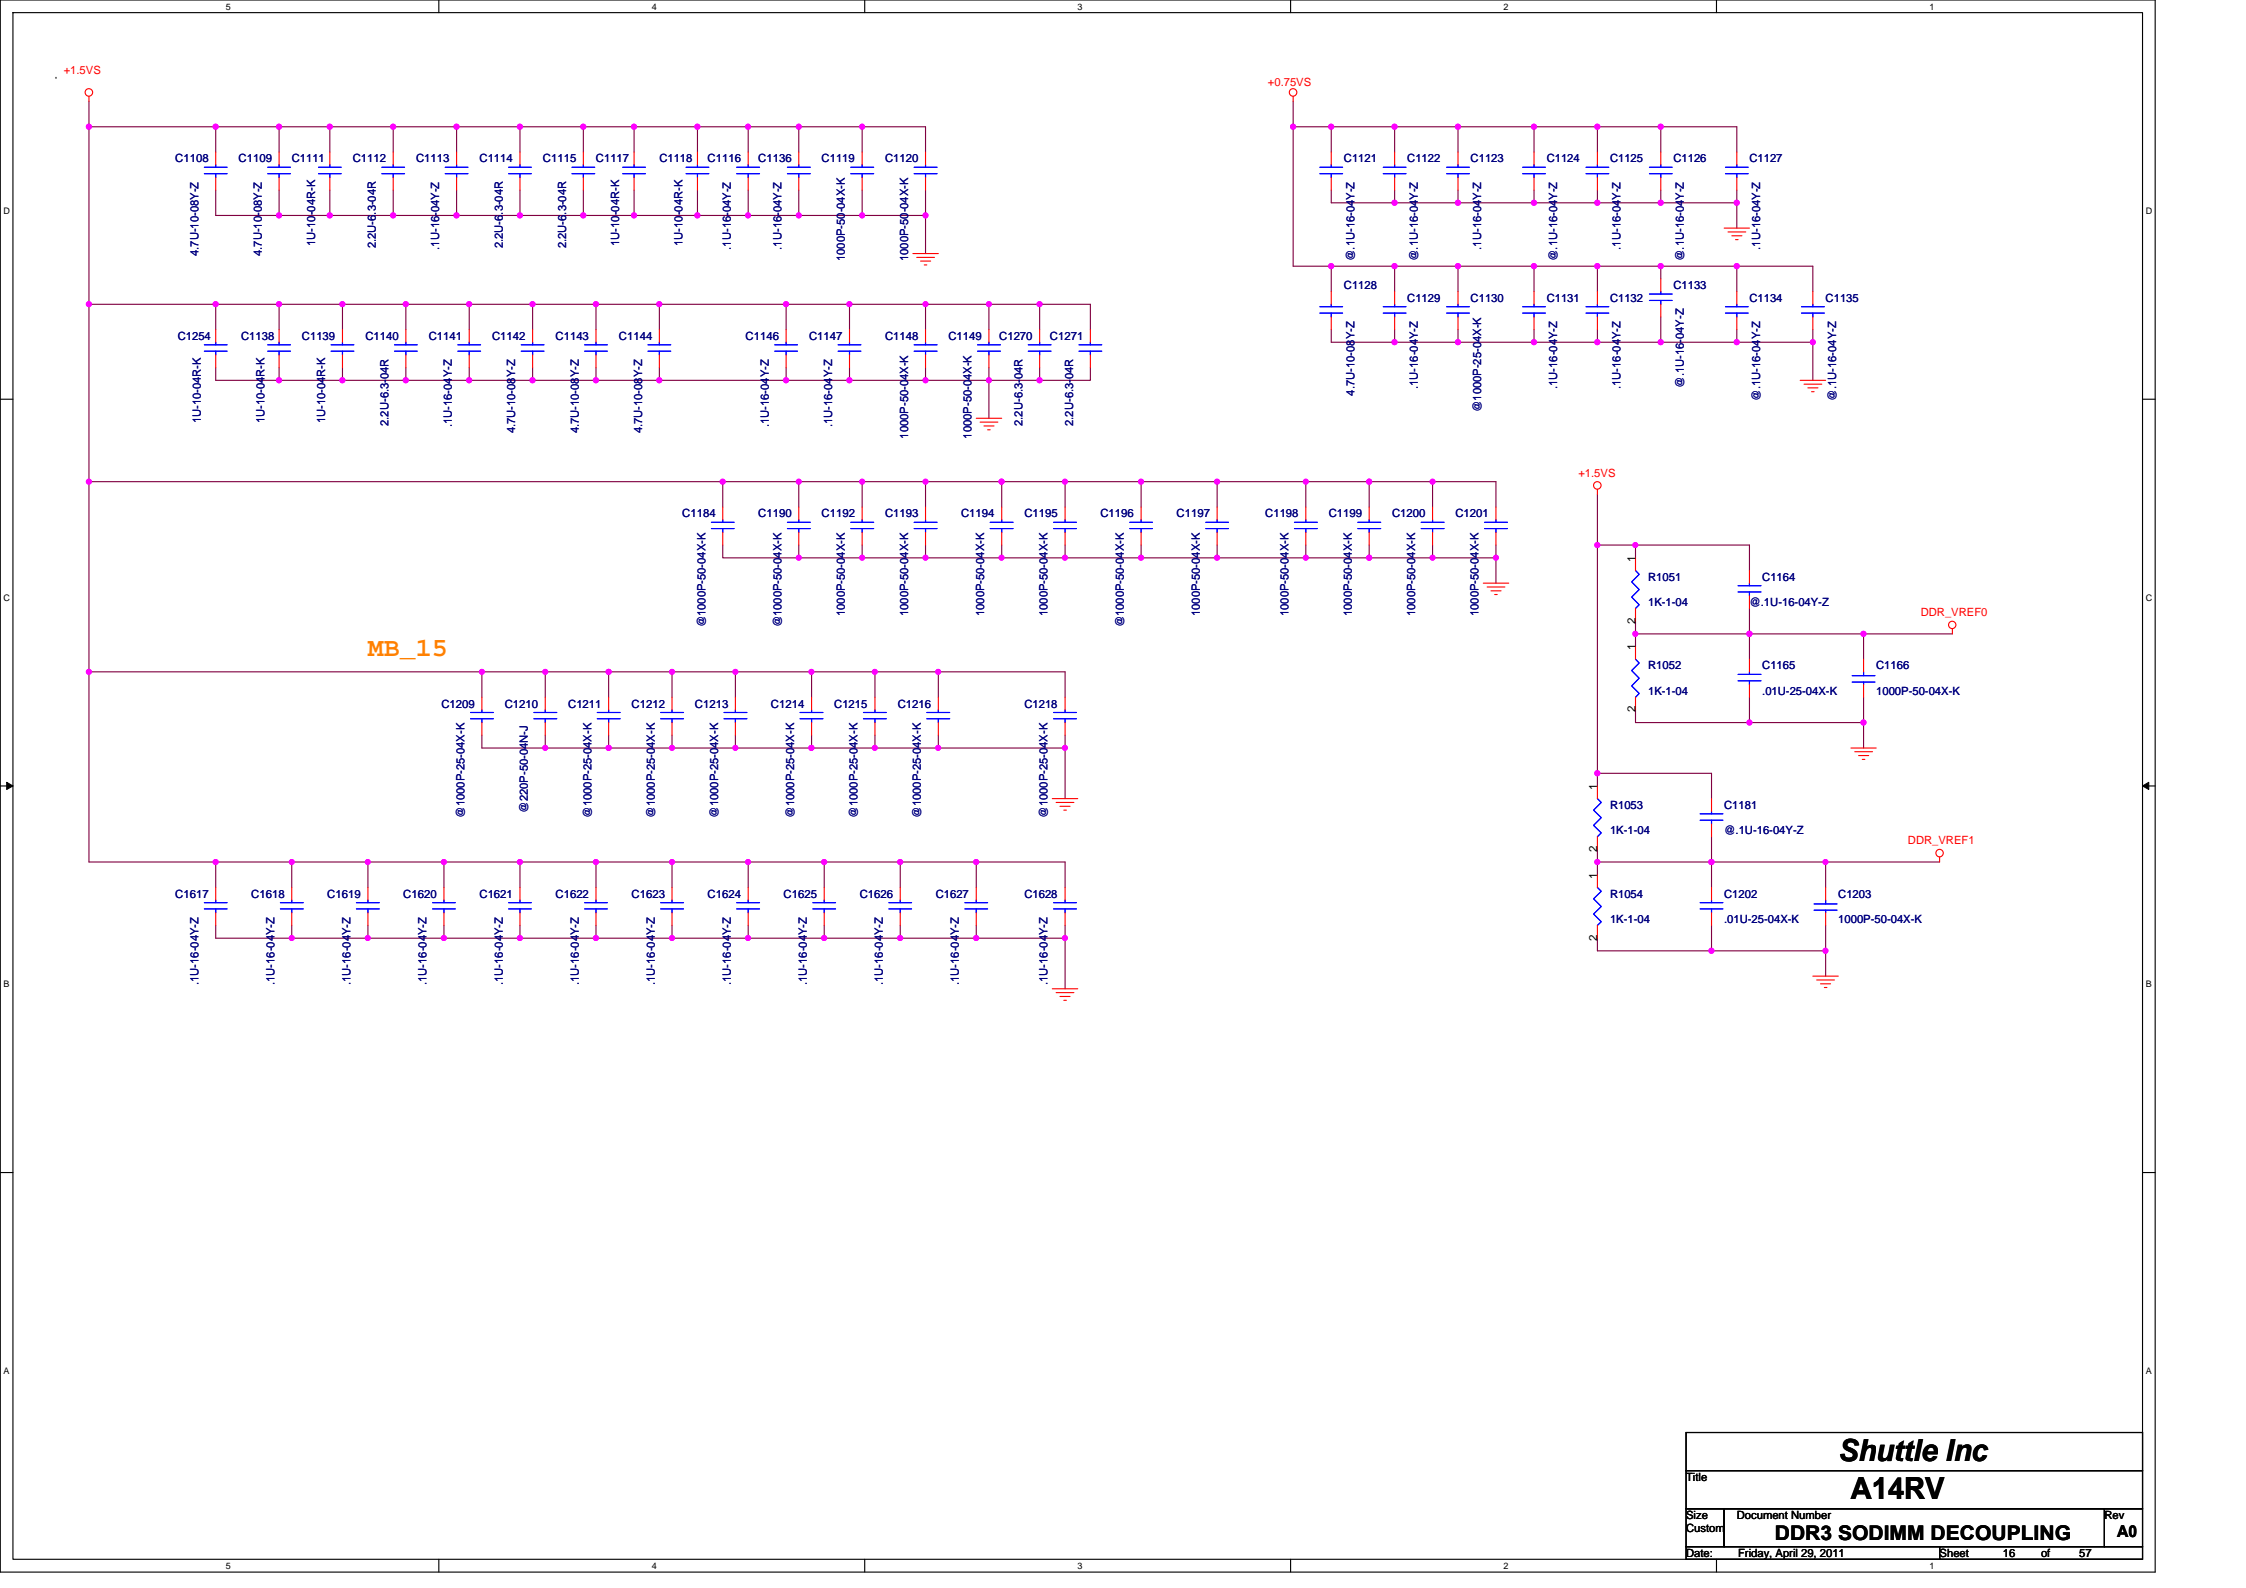 5 4 3 2 1
+1.5VS
+0.75VS
C1108 C1109 C1111 C1112 C1113 C1114 C1115 C1117 C1118 C1116 C1136 C1119 C1120
4.7U-10-08Y-Z 4.7U-10-08Y-Z 1U-10-04R-K 2.2U-6.3-04R .1U-16-04Y-Z 2.2U-6.3-04R 2.2U-6.3-04R 1U-10-04R-K 1U-10-04R-K .1U-16-04Y-Z .1U-16-04Y-Z 1000P-50-04X-K 1000P-50-04X-K
C1121 C1122 C1123 C1124 C1125 C1126 C1127
@.1U-16-04Y-Z @.1U-16-04Y-Z .1U-16-04Y-Z @.1U-16-04Y-Z .1U-16-04Y-Z @.1U-16-04Y-Z .1U-16-04Y-Z
D D
C1128 C1129 C1130 C1131 C1132 C1133 C1134 C1135
4.7U-10-08Y-Z .1U-16-04Y-Z @1000P-25-04X-K .1U-16-04Y-Z .1U-16-04Y-Z @.1U-16-04Y-Z @.1U-16-04Y-Z @.1U-16-04Y-Z
C1254 C1138 C1139 C1140 C1141 C1142 C1143 C1144 C1146 C1147 C1148 C1149 C1270 C1271
1U-10-04R-K 1U-10-04R-K 1U-10-04R-K 2.2U-6.3-04R .1U-16-04Y-Z 4.7U-10-08Y-Z 4.7U-10-08Y-Z 4.7U-10-08Y-Z .1U-16-04Y-Z .1U-16-04Y-Z 1000P-50-04X-K 1000P-50-04X-K 2.2U-6.3-04R 2.2U-6.3-04R
C1184 C1190 C1192 C1193 C1194 C1195 C1196 C1197 C1198 C1199 C1200 C1201
@1000P-50-04X-K @1000P-50-04X-K 1000P-50-04X-K 1000P-50-04X-K 1000P-50-04X-K 1000P-50-04X-K @1000P-50-04X-K 1000P-50-04X-K 1000P-50-04X-K 1000P-50-04X-K 1000P-50-04X-K 1000P-50-04X-K
C C
+1.5VS
1
R1051
1K-1-04
2
C1164
@.1U-16-04Y-Z
DDR_VREF0
1
R1052
1K-1-04
2
C1165
.01U-25-04X-K
C1166
1000P-50-04X-K
MB_15
C1209 C1210 C1211 C1212 C1213 C1214 C1215 C1216 C1218
@1000P-25-04X-K @220P-50-04N-J @1000P-25-04X-K @1000P-25-04X-K @1000P-25-04X-K @1000P-25-04X-K @1000P-25-04X-K @1000P-25-04X-K @1000P-25-04X-K
1
R1053
1K-1-04
2
C1181
@.1U-16-04Y-Z
DDR_VREF1
1
R1054
1K-1-04
2
C1202
.01U-25-04X-K
C1203
1000P-50-04X-K
C1617 C1618 C1619 C1620 C1621 C1622 C1623 C1624 C1625 C1626 C1627 C1628
.1U-16-04Y-Z .1U-16-04Y-Z .1U-16-04Y-Z .1U-16-04Y-Z .1U-16-04Y-Z .1U-16-04Y-Z .1U-16-04Y-Z .1U-16-04Y-Z .1U-16-04Y-Z .1U-16-04Y-Z .1U-16-04Y-Z .1U-16-04Y-Z
B B
A A
Shuttle Inc
Title
A14RV
Size Document Number Rev
Custom DDR3 SODIMM DECOUPLING A0
Date: Friday, April 29, 2011 Sheet 16 of 57
5 4 3 2 1